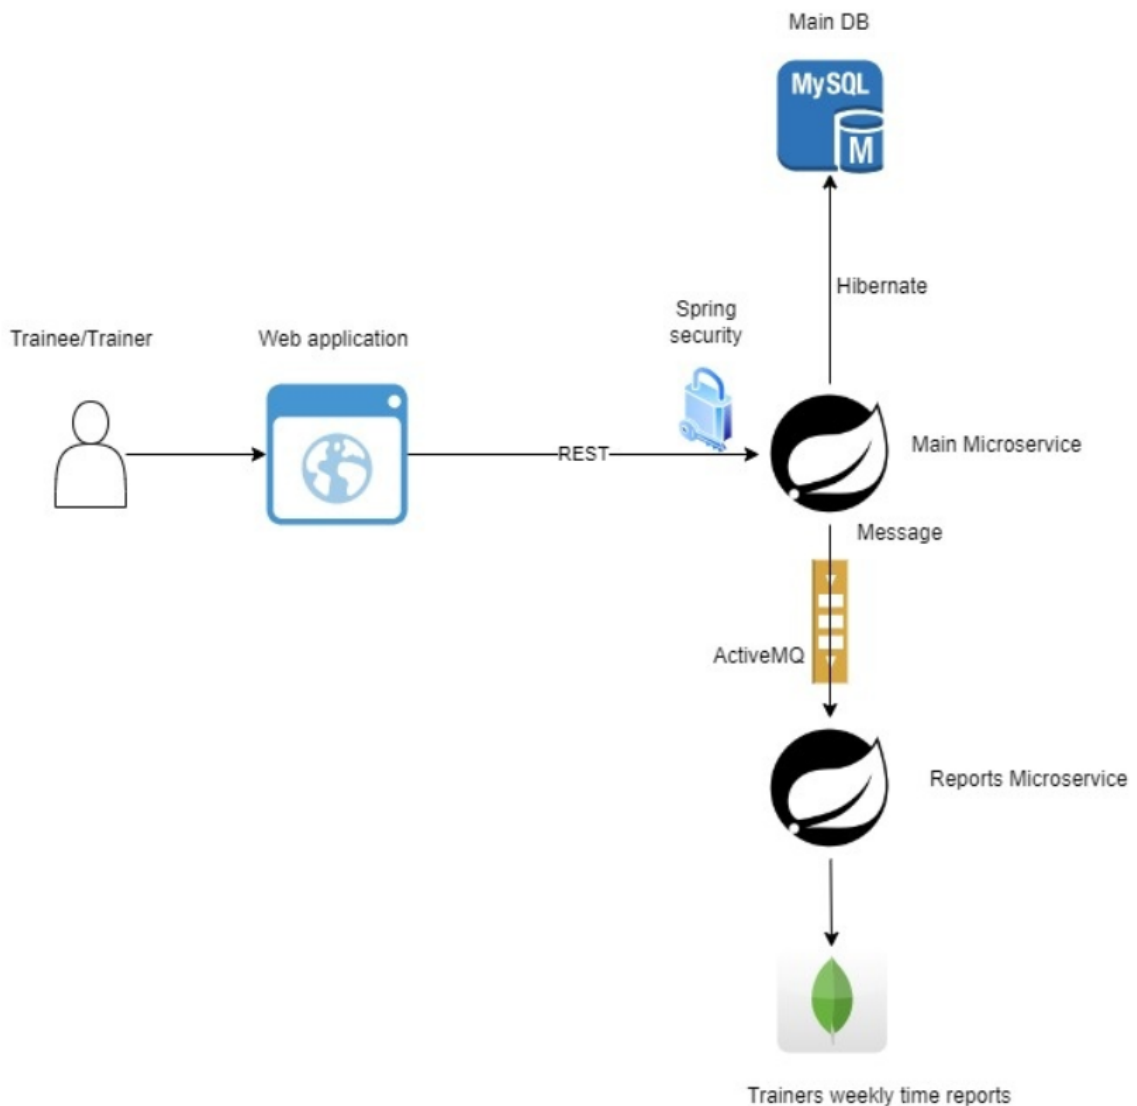 Main DB
MySQL
M
Hibernate
Spring
security
Trainee/Trainer
Web application
REST
Main Microservice
Message
ActiveMQ
Reports Microservice
Trainers weekly time reports